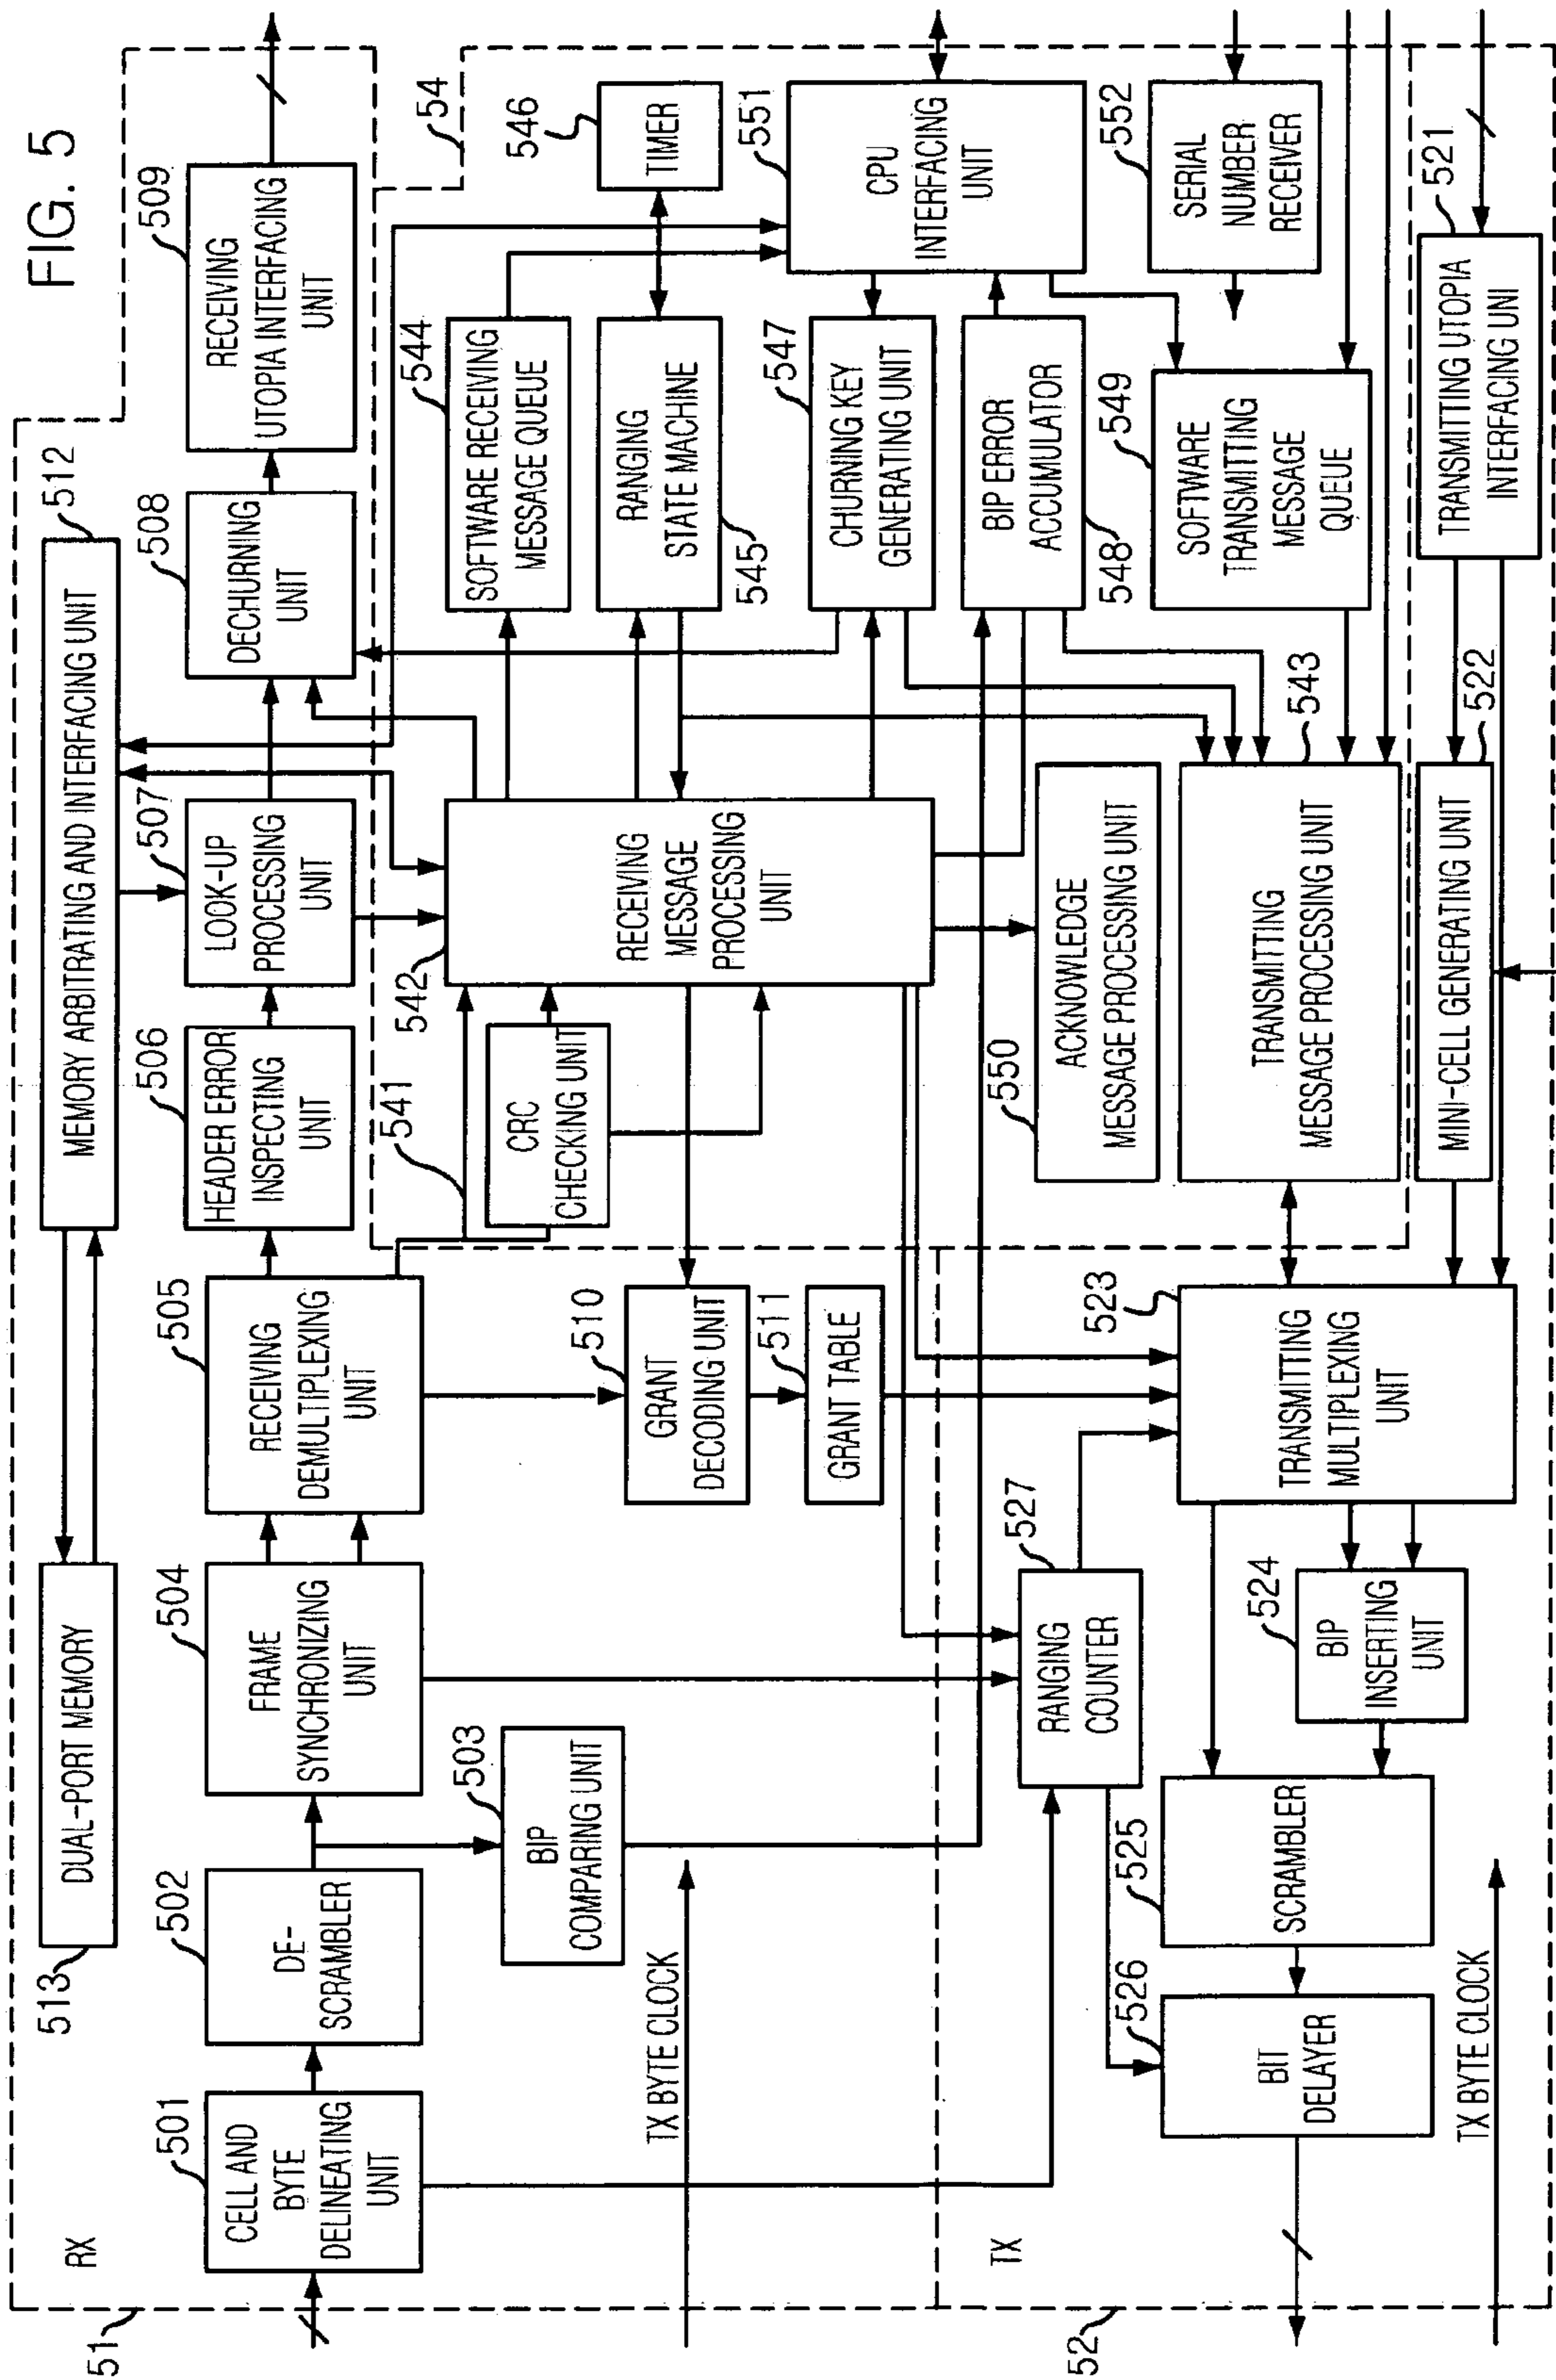 FIG. 5
51
RX
513
DUAL-PORT MEMORY
MEMORY ARBITRATING AND INTERFACING UNIT
512
501
CELL AND
BYTE
DELINEATING
UNIT
502
DE-
SCRAMBLER
504
FRAME
SYNCHRONIZING
UNIT
505
RECEIVING
DEMULTIPLEXING
UNIT
506
HEADER ERROR
INSPECTING
UNIT
507
LOOK-UP
PROCESSING
UNIT
508
DECHURNING
UNIT
509
RECEIVING
UTOPIA INTERFACING
UNIT
503
BIP
COMPARING UNIT
510
GRANT
DECODING UNIT
511
GRANT TABLE
TX BYTE CLOCK
54
541
CRC
CHECKING UNIT
542
RECEIVING
MESSAGE
PROCESSING
UNIT
544
SOFTWARE RECEIVING
MESSAGE QUEUE
RANGING
STATE MACHINE
545
546
TIMER
547
CHURNING KEY
GENERATING UNIT
551
CPU
INTERFACING
UNIT
BIP ERROR
ACCUMULATOR
548
549
SOFTWARE
TRANSMITTING
MESSAGE
QUEUE
552
SERIAL
NUMBER
RECEIVER
550
ACKNOWLEDGE
MESSAGE PROCESSING UNIT
543
TRANSMITTING
MESSAGE PROCESSING UNIT
52
TX
527
RANGING
COUNTER
526
BIT
DELAYER
525
SCRAMBLER
524
BIP
INSERTING
UNIT
523
TRANSMITTING
MULTIPLEXING
UNIT
522
MINI-CELL GENERATING UNIT
521
TRANSMITTING UTOPIA
INTERFACING UNI
TX BYTE CLOCK